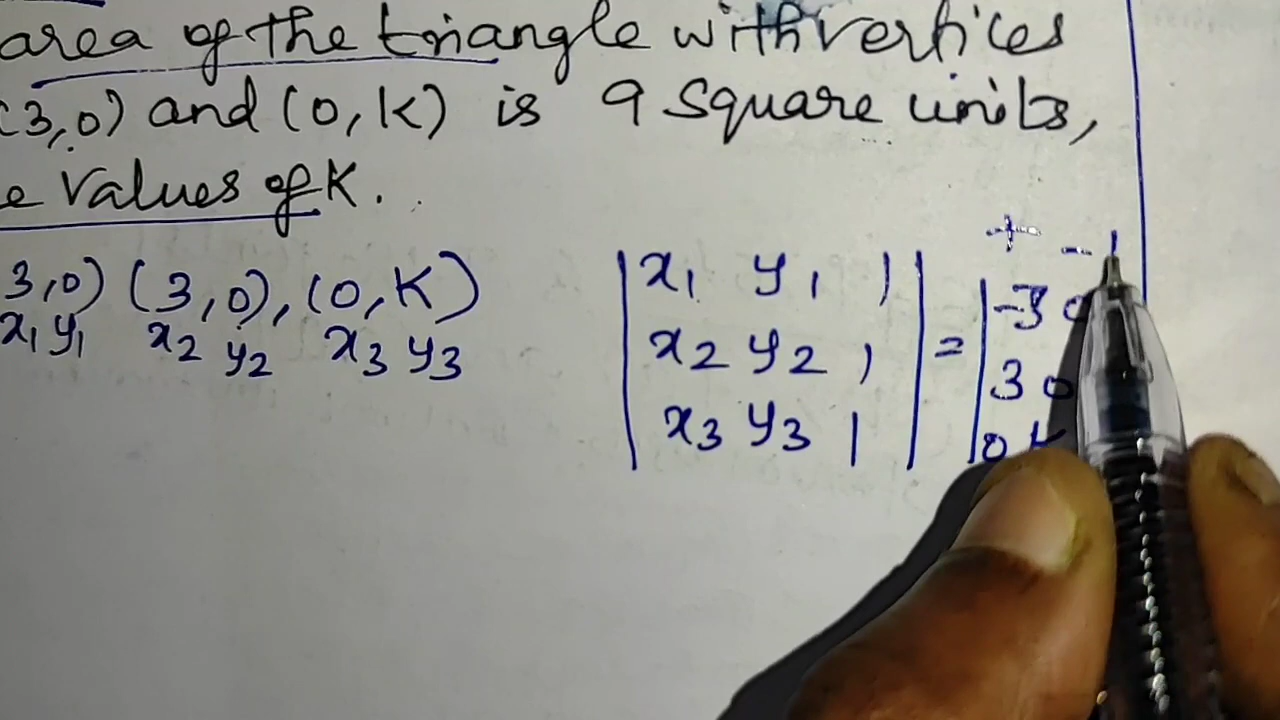 area of the triangle with vertices
(3,0) and (0,K) is 9 square units,
e values of K.
3,0) (3,0), (0,K)
x1 y1 x2 y2 x3 y3
| x1 y1 1 |
| x2 y2 1 | =
| x3 y3 1 |
+ -
| -3 0
| 3 0
| 0